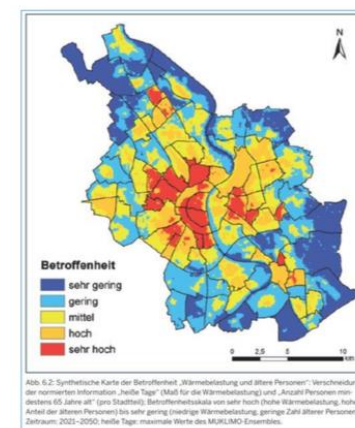 N
Betroffenheit
sehr gering
gering
mittel
hoch
sehr hoch
0 2,5 5 10
km
Abb. 6.2: Synthetische Karte der Betroffenheit „Wärmebelastung und ältere Personen“: Verschneidung
der normierten Information „heiße Tage“ (Maß für die Wärmebelastung) und „Anzahl Personen min-
destens 65 Jahre alt“ (pro Stadtteil); Betroffenheitsskala von sehr hoch (hohe Wärmebelastung, hoher
Anteil der älteren Personen) bis sehr gering (niedrige Wärmebelastung, geringe Zahl älterer Personen).
Zeitraum: 2021–2050; heiße Tage: maximale Werte des MUKLIMO-Ensembles.